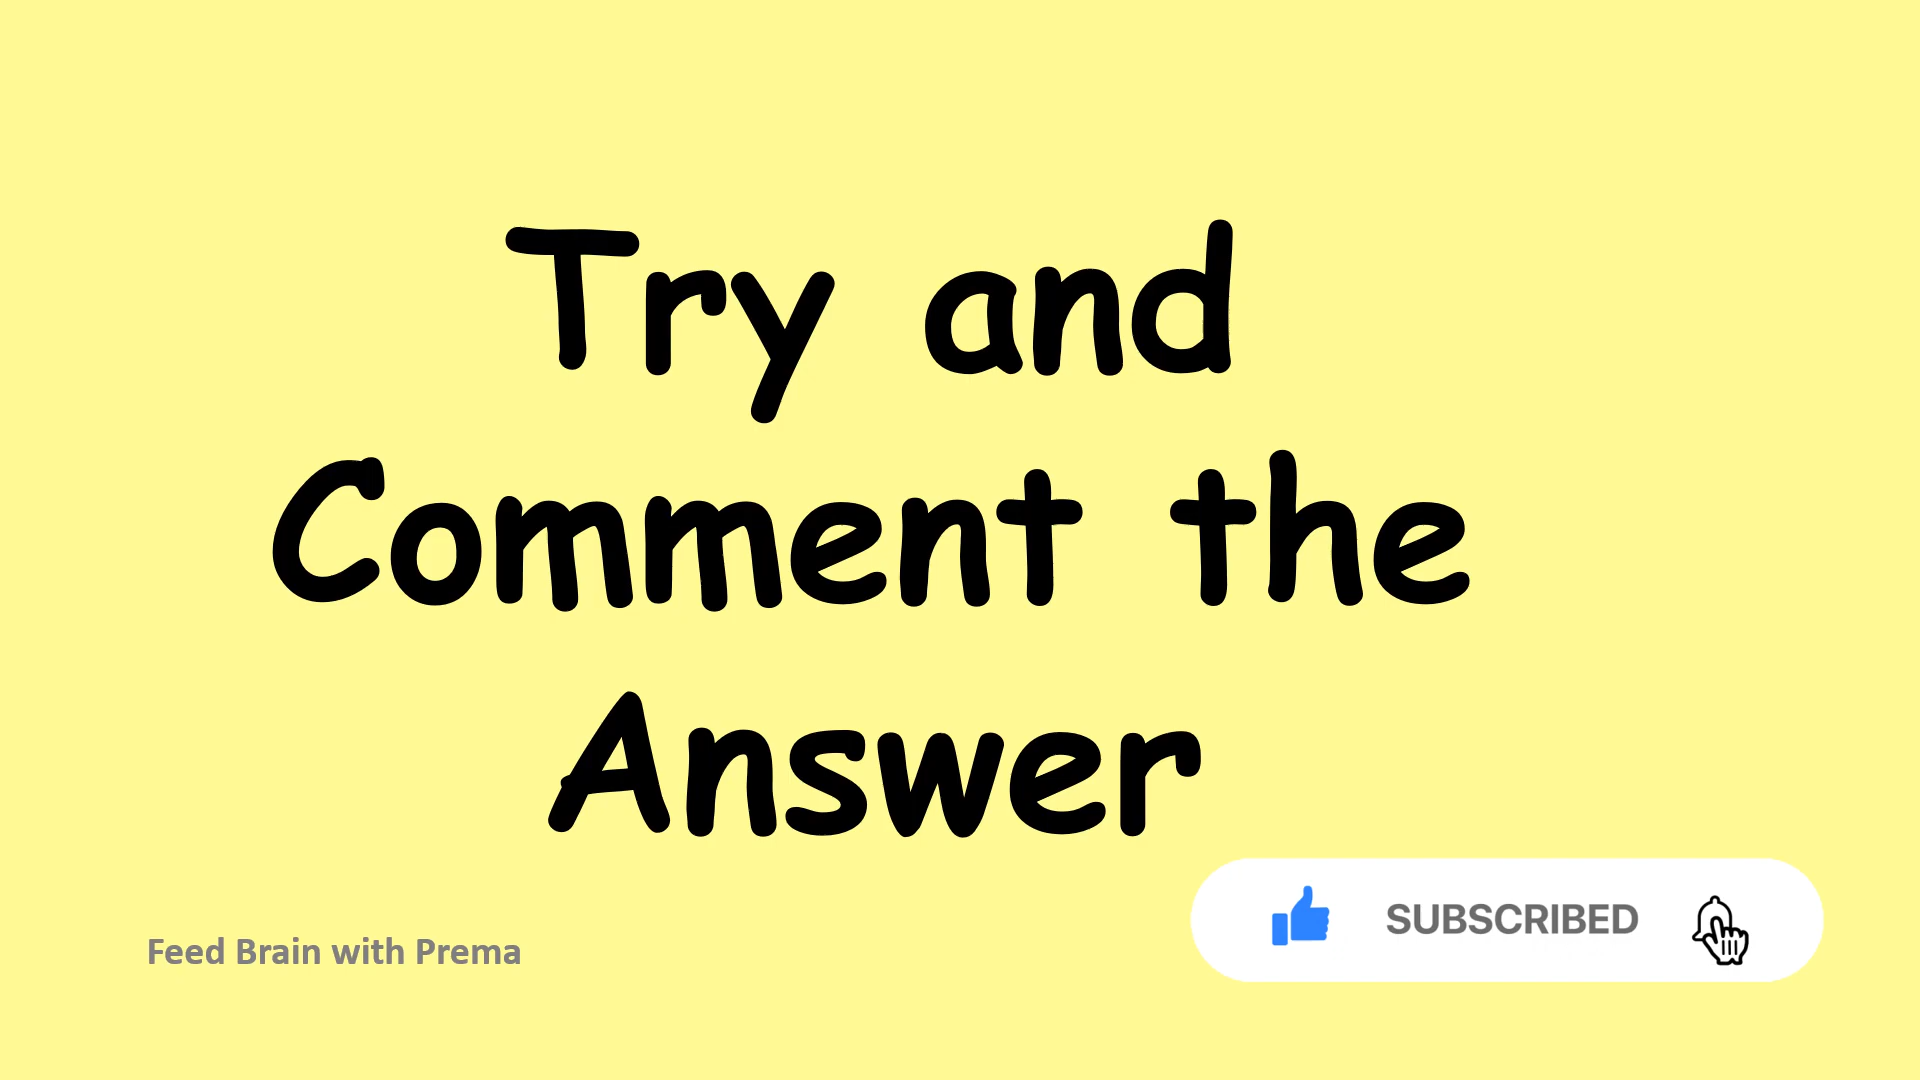 Try and
Comment the
Answer
SUBSCRIBED
Feed Brain with Prema